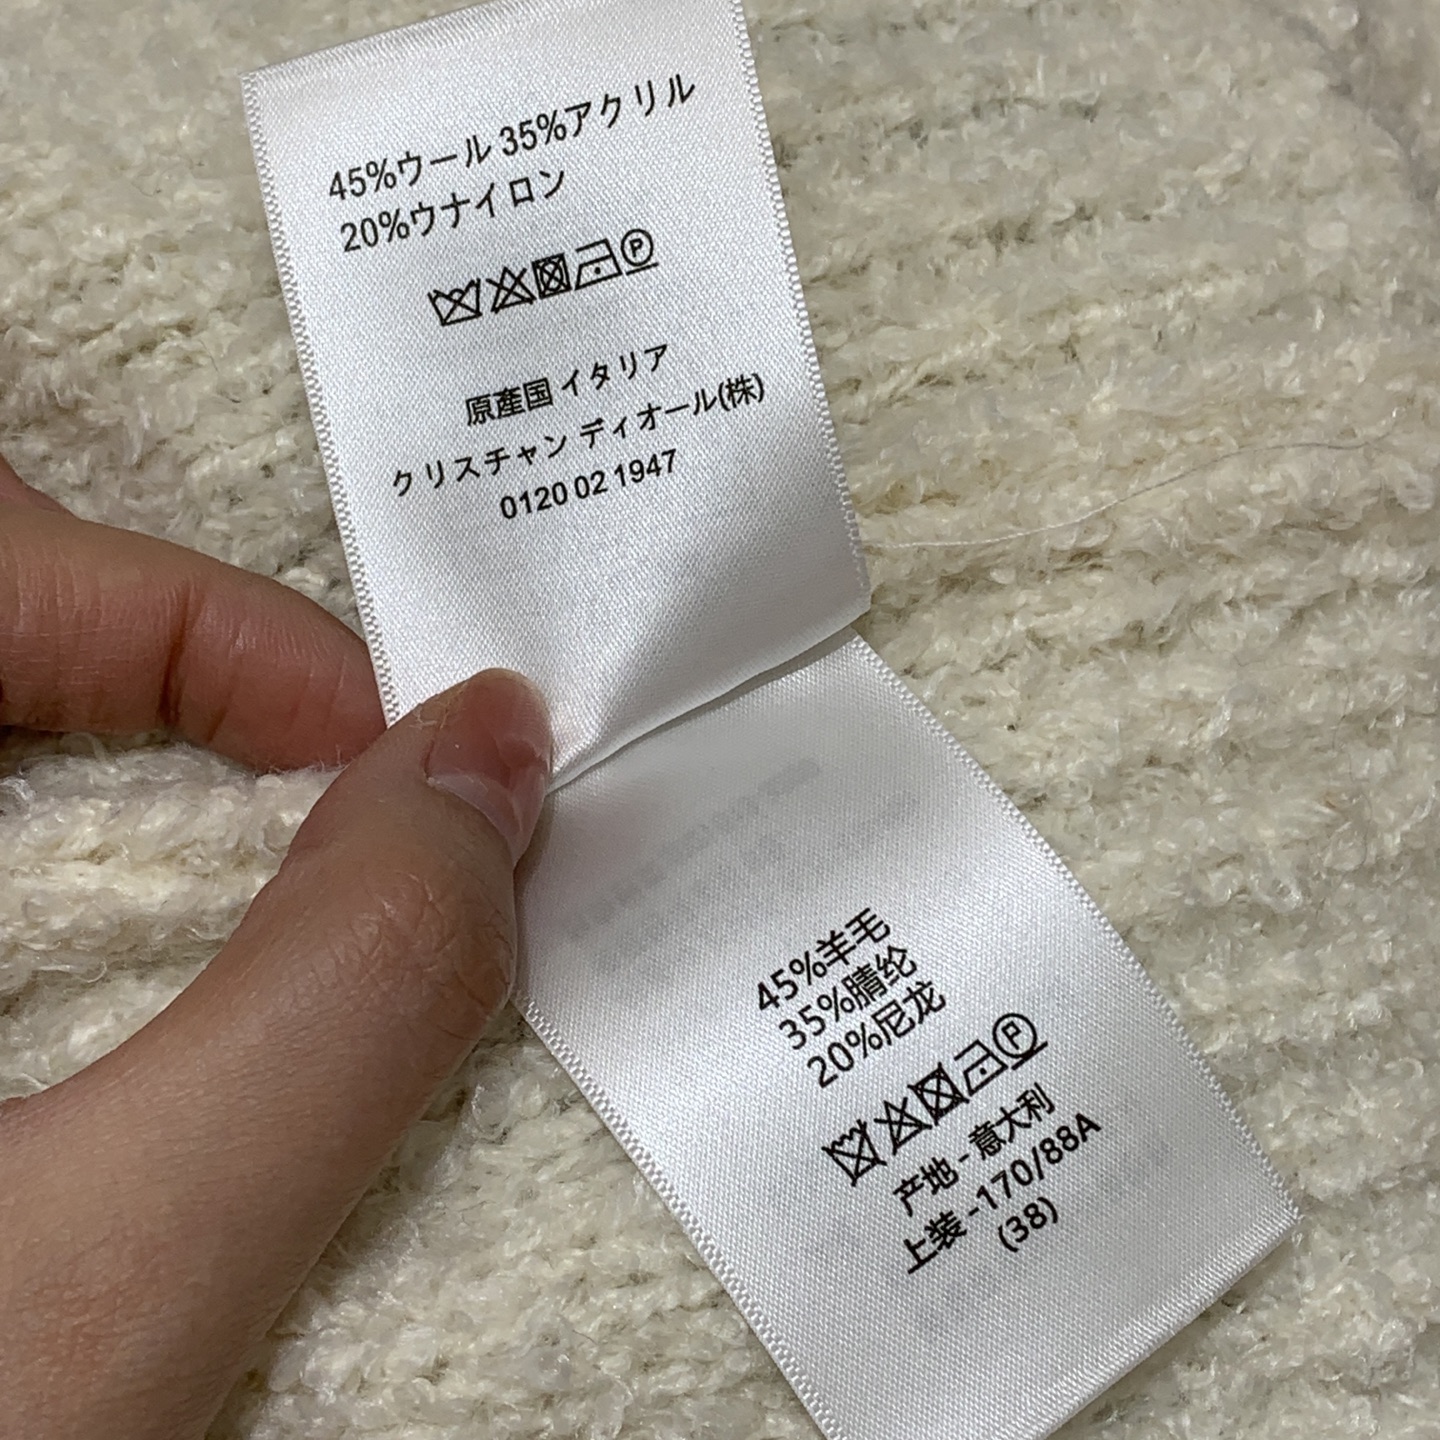 45%ウール 35%アクリル
20%ウナイロン
P
原産国 イタリア
クリスチャン ディオール(株)
0120 02 1947
45%羊毛
35%腈纶
20%尼龙
P
产地 - 意大利
上装 -170/88A
(38)